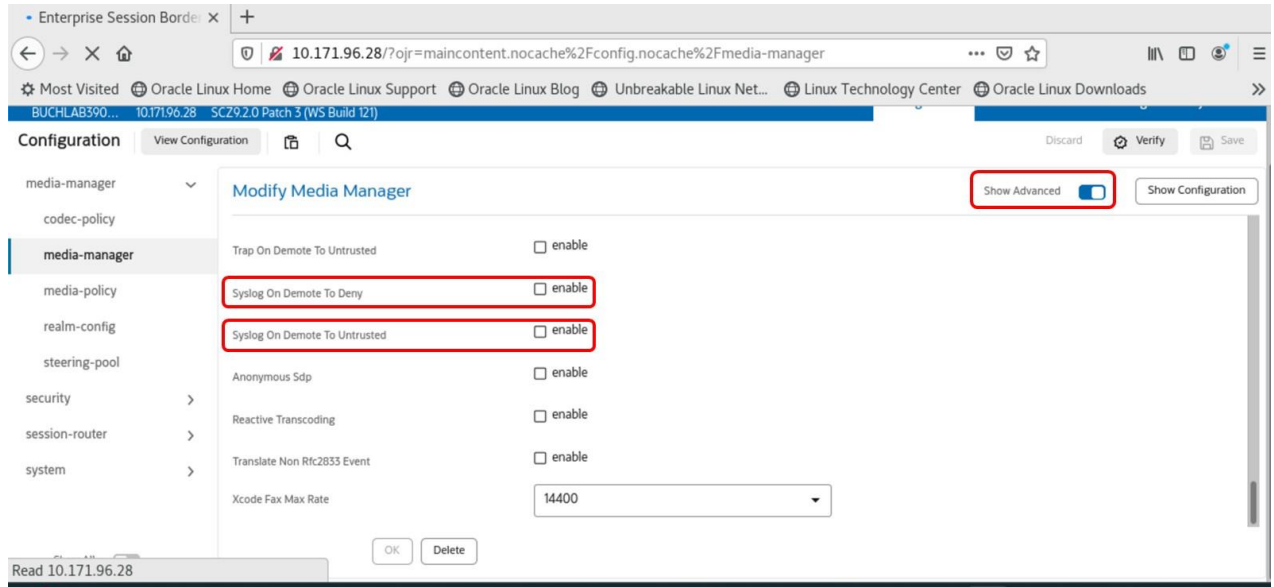 Enterprise Session Border
10.171.96.28/?ojr=maincontent.nocache%2Fconfig.nocache%2Fmedia-manager
Most Visited Oracle Linux Home Oracle Linux Support Oracle Linux Blog Unbreakable Linux Net... Linux Technology Center Oracle Linux Downloads
BUCHLAB390... 10.171.96.28 SCZ9.2.0 Patch 3 (WS Build 121)
Configuration View Configuration Discard Verify Save
media-manager
codec-policy
media-manager
media-policy
realm-config
steering-pool
security
session-router
system
Modify Media Manager Show Advanced Show Configuration
Trap On Demote To Untrusted enable
Syslog On Demote To Deny enable
Syslog On Demote To Untrusted enable
Anonymous Sdp enable
Reactive Transcoding enable
Translate Non Rfc2833 Event enable
Xcode Fax Max Rate 14400
OK Delete
Read 10.171.96.28